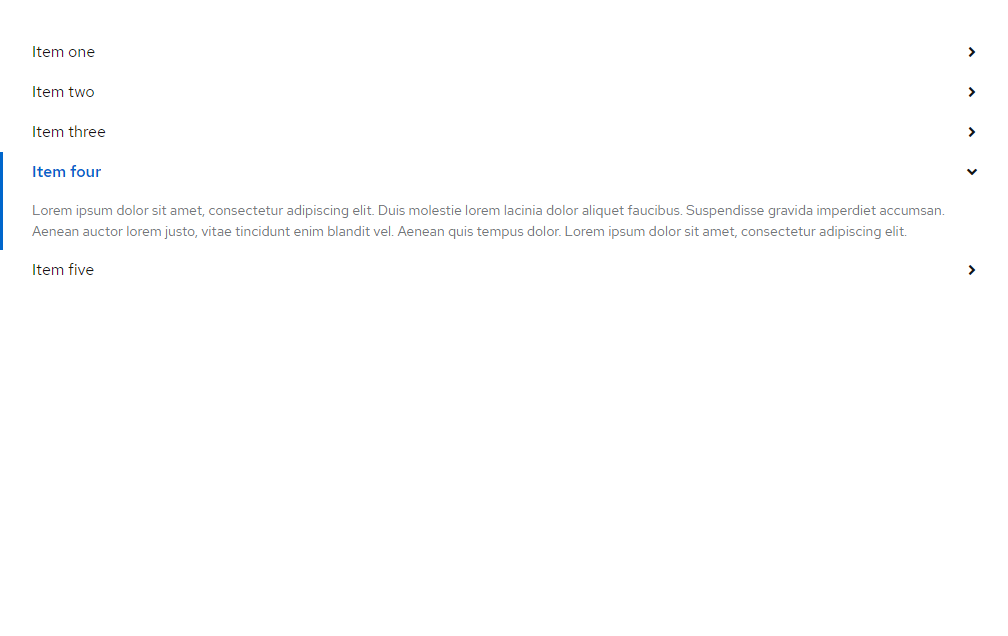 Item one
Item two
Item three
Item four
Lorem ipsum dolor sit amet, consectetur adipiscing elit. Duis molestie lorem lacinia dolor aliquet faucibus. Suspendisse gravida imperdiet accumsan.
Aenean auctor lorem justo, vitae tincidunt enim blandit vel. Aenean quis tempus dolor. Lorem ipsum dolor sit amet, consectetur adipiscing elit.
Item five